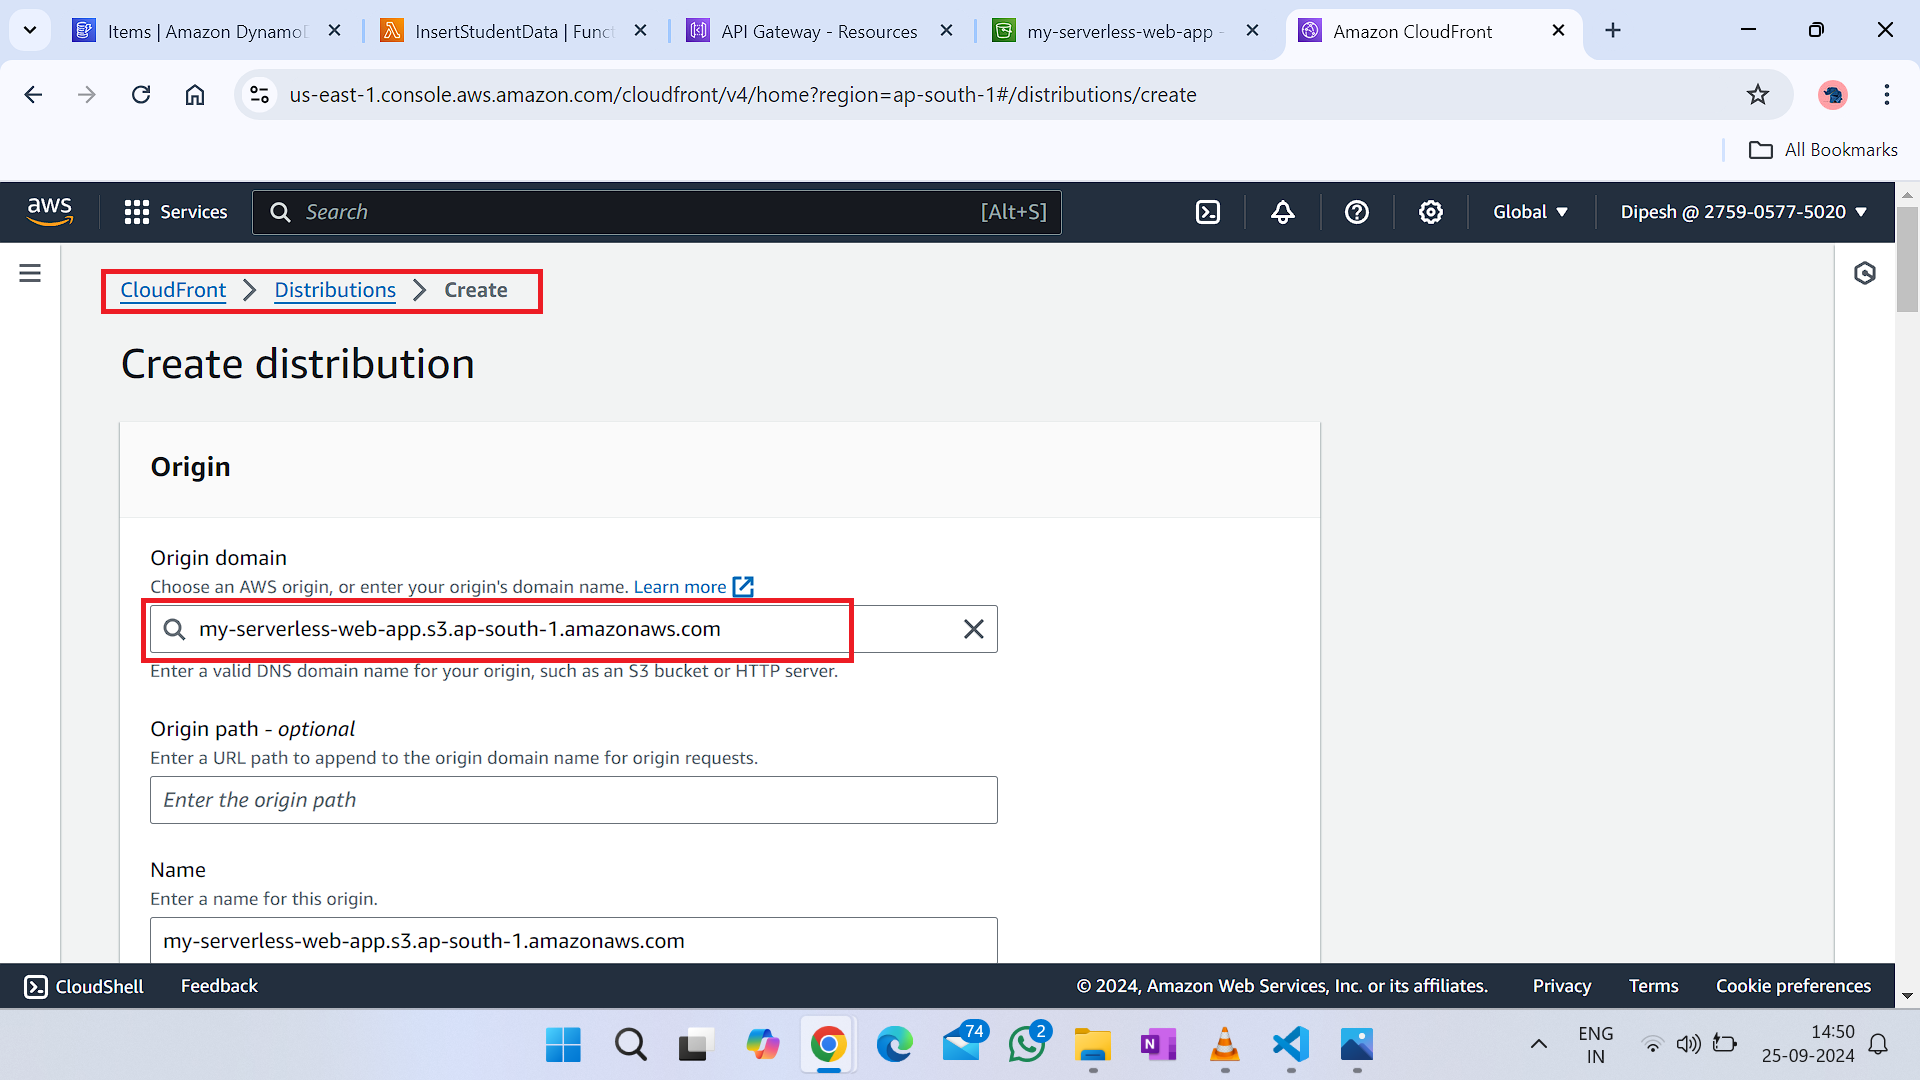 Items | Amazon Dynamo
InsertStudentData | Func
API Gateway - Resources
my-serverless-web-app -
Amazon CloudFront
us-east-1.console.aws.amazon.com/cloudfront/v4/home?region=ap-south-1#/distributions/create
All Bookmarks
aws
Services
Search
[Alt+S]
Global
Dipesh @ 2759-0577-5020
CloudFront > Distributions > Create
Create distribution
Origin
Origin domain
Choose an AWS origin, or enter your origin's domain name. Learn more
my-serverless-web-app.s3.ap-south-1.amazonaws.com
Enter a valid DNS domain name for your origin, such as an S3 bucket or HTTP server.
Origin path - optional
Enter a URL path to append to the origin domain name for origin requests.
Enter the origin path
Name
Enter a name for this origin.
my-serverless-web-app.s3.ap-south-1.amazonaws.com
CloudShell
Feedback
© 2024, Amazon Web Services, Inc. or its affiliates.
Privacy
Terms
Cookie preferences
74
2
N
ENG
IN
14:50
25-09-2024